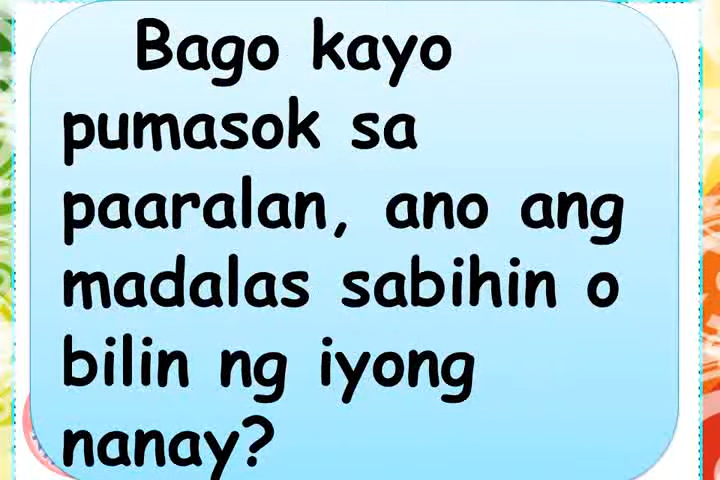 Bago kayo
pumasok sa
paaralan, ano ang
madalas sabihin o
bilin ng iyong
nanay?